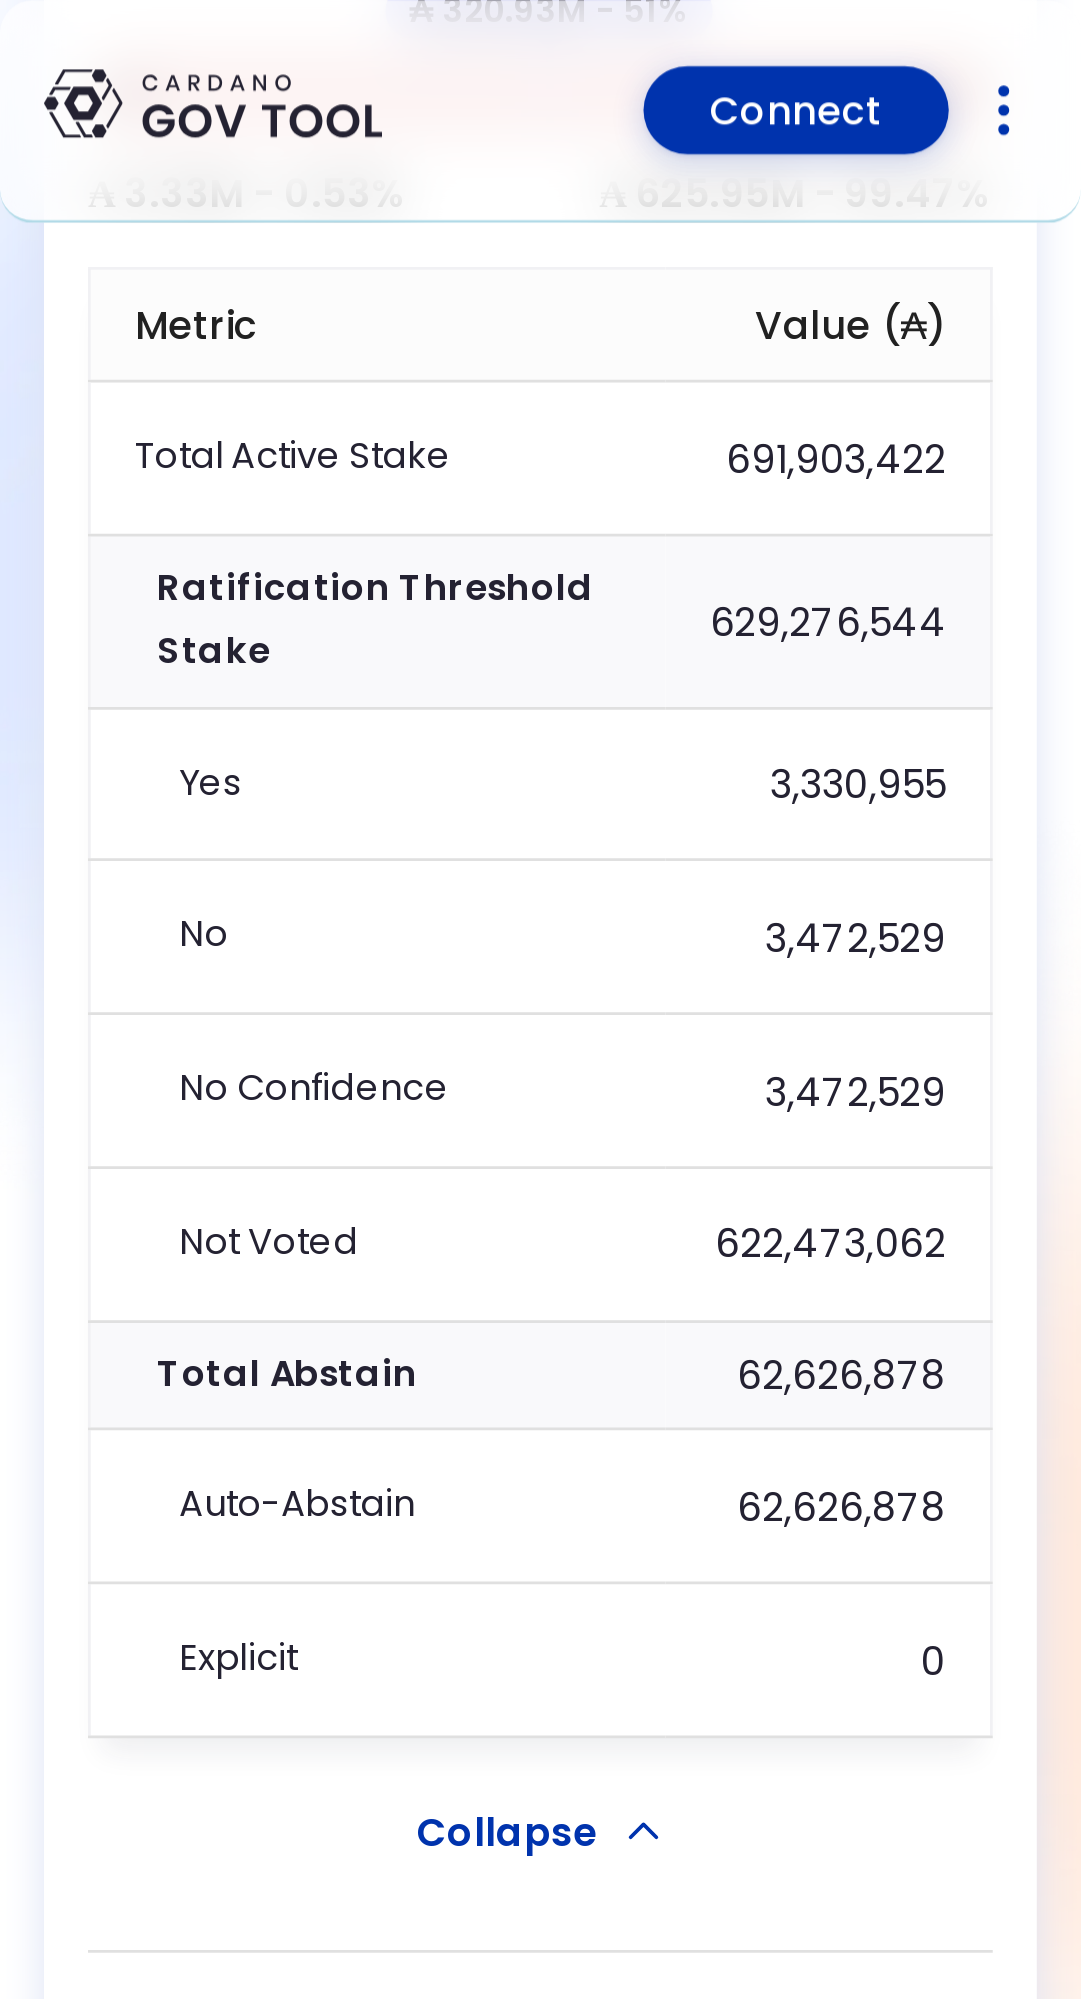 ₳ 320.93M - 51%
CARDANO
GOV TOOL
Connect
₳ 3.33M - 0.53%
₳ 625.95M - 99.47%
Metric
Value (₳)
Total Active Stake
691,903,422
Ratification Threshold
Stake
629,276,544
Yes
3,330,955
No
3,472,529
No Confidence
3,472,529
Not Voted
622,473,062
Total Abstain
62,626,878
Auto-Abstain
62,626,878
Explicit
0
Collapse